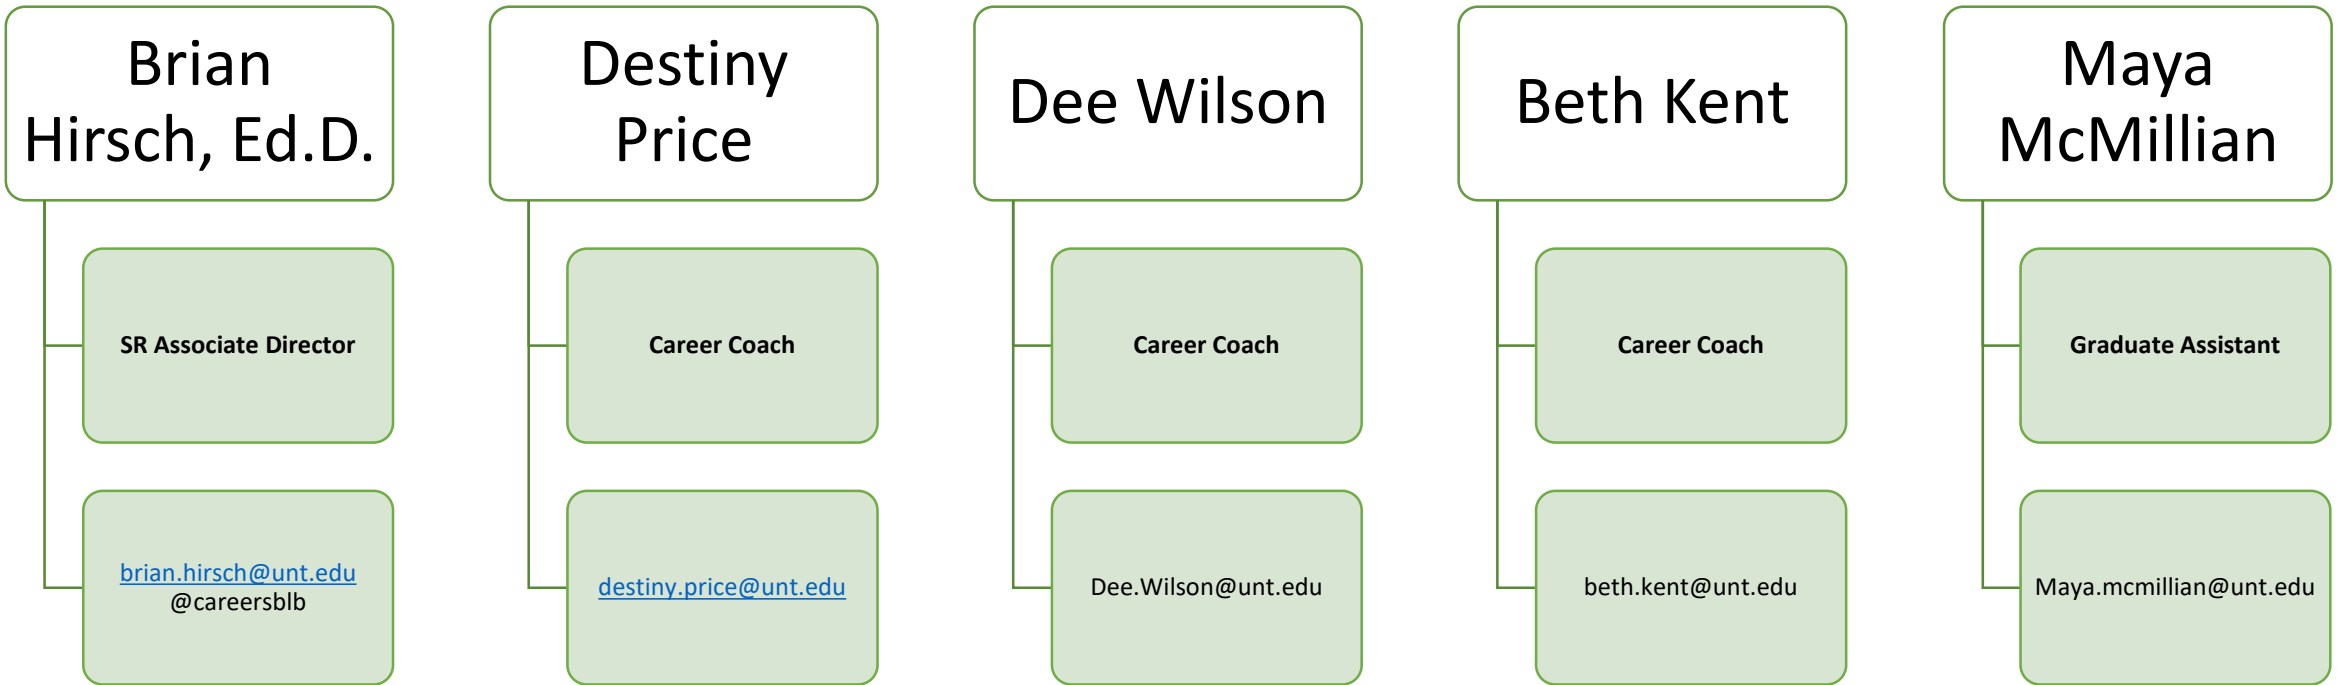 Brian
Hirsch, Ed.D.
SR Associate Director
brian.hirsch@unt.edu
@careersblb
Destiny
Price
Career Coach
destiny.price@unt.edu
Dee Wilson
Career Coach
Dee.Wilson@unt.edu
Beth Kent
Career Coach
beth.kent@unt.edu
Maya
McMillian
Graduate Assistant
Maya.mcmillian@unt.edu